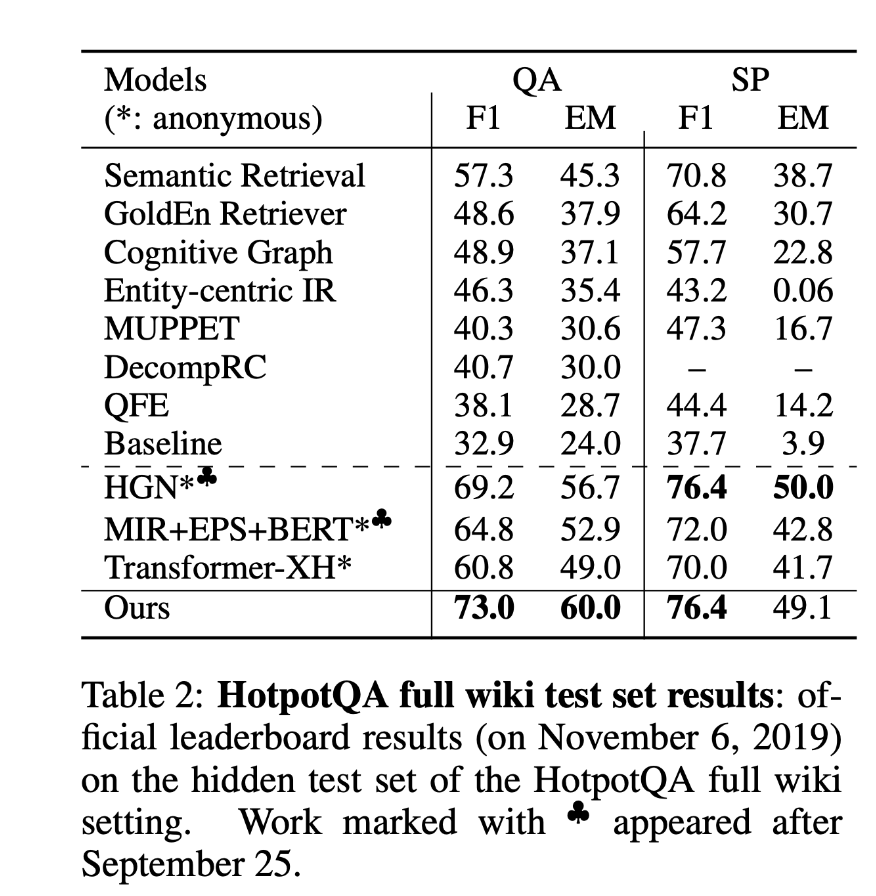 Models QA SP
(*: anonymous) F1 EM F1 EM
Semantic Retrieval 57.3 45.3 70.8 38.7
GoldEn Retriever 48.6 37.9 64.2 30.7
Cognitive Graph 48.9 37.1 57.7 22.8
Entity-centric IR 46.3 35.4 43.2 0.06
MUPPET 40.3 30.6 47.3 16.7
DecompRC 40.7 30.0 – –
QFE 38.1 28.7 44.4 14.2
Baseline 32.9 24.0 37.7 3.9
HGN*♣ 69.2 56.7 76.4 50.0
MIR+EPS+BERT*♣ 64.8 52.9 72.0 42.8
Transformer-XH* 60.8 49.0 70.0 41.7
Ours 73.0 60.0 76.4 49.1
Table 2: HotpotQA full wiki test set results: of-
ficial leaderboard results (on November 6, 2019)
on the hidden test set of the HotpotQA full wiki
setting. Work marked with ♣ appeared after
September 25.